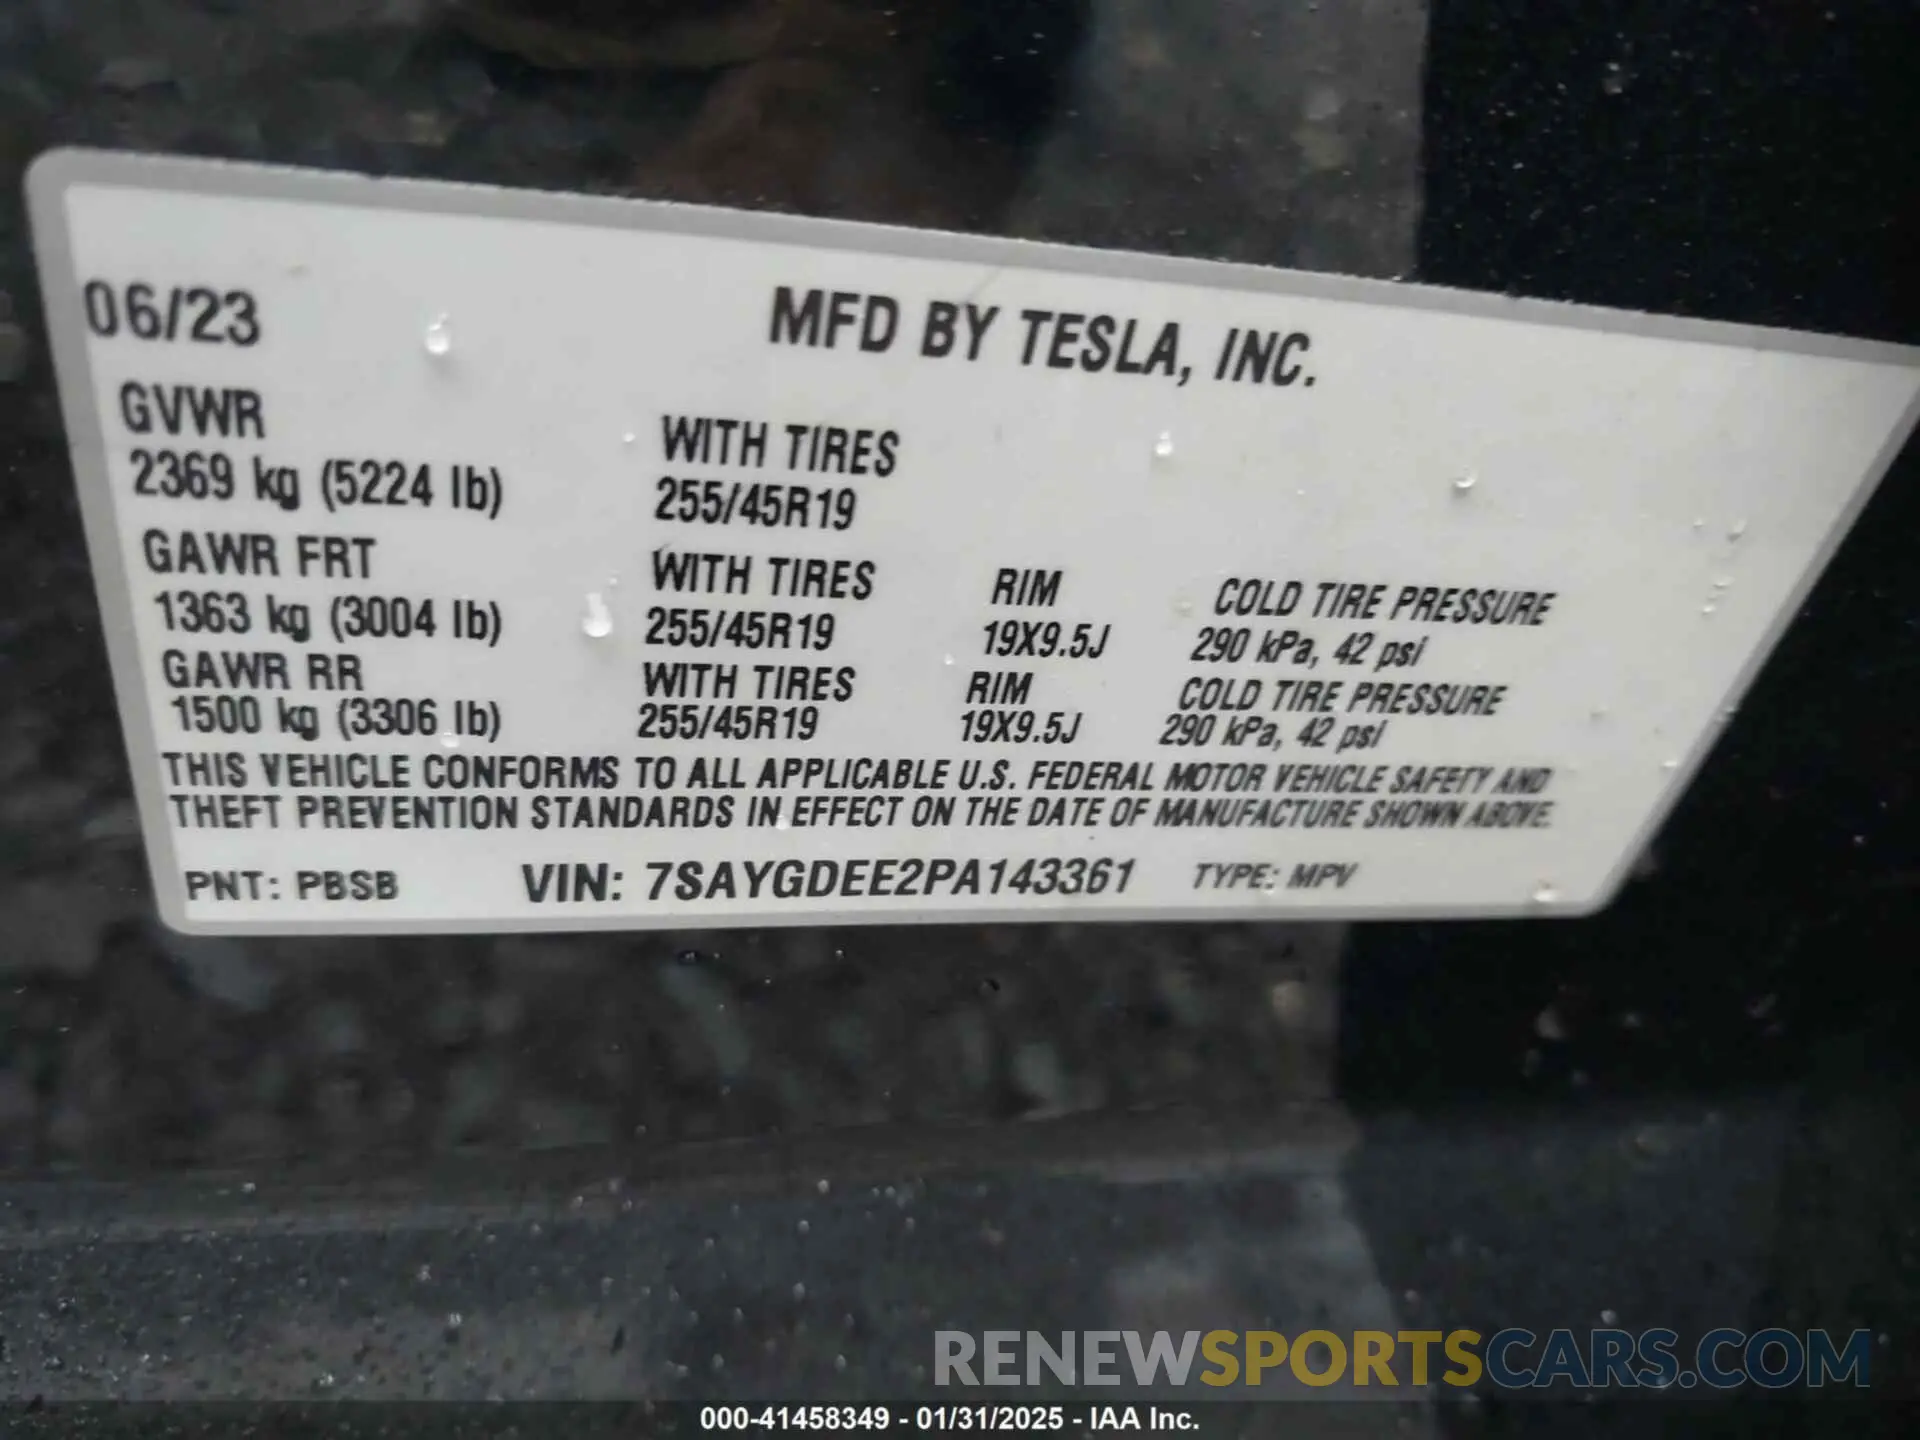 06/23
MFD BY TESLA, INC.
GVWR
2369 kg (5224 lb)
WITH TIRES
255/45R19
GAWR FRT
1363 kg (3004 lb)
WITH TIRES
255/45R19
RIM
19X9.5J
COLD TIRE PRESSURE
290 kPa, 42 psi
GAWR RR
1500 kg (3306 lb)
WITH TIRES
255/45R19
RIM
19X9.5J
COLD TIRE PRESSURE
290 kPa, 42 psi
THIS VEHICLE CONFORMS TO ALL APPLICABLE U.S. FEDERAL MOTOR VEHICLE SAFETY AND
THEFT PREVENTION STANDARDS IN EFFECT ON THE DATE OF MANUFACTURE SHOWN ABOVE.
PNT: PBSB VIN: 7SAYGDEE2PA143361 TYPE: MPV
RENEWSPORTSCARS.COM
000-41458349 - 01/31/2025 - IAA Inc.